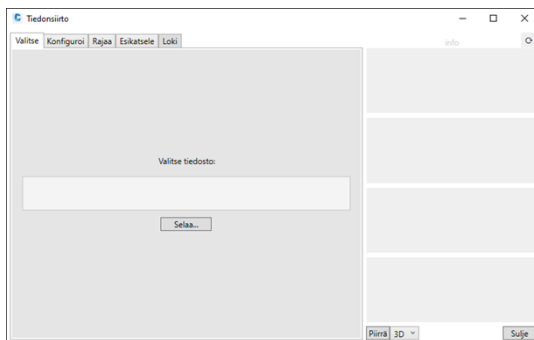 Tiedonsiirto
Valitse Konfiguroi Rajaa Esikatsele Loki
info
Valitse tiedosto:
Selaa...
Piirrä 3D Sulje